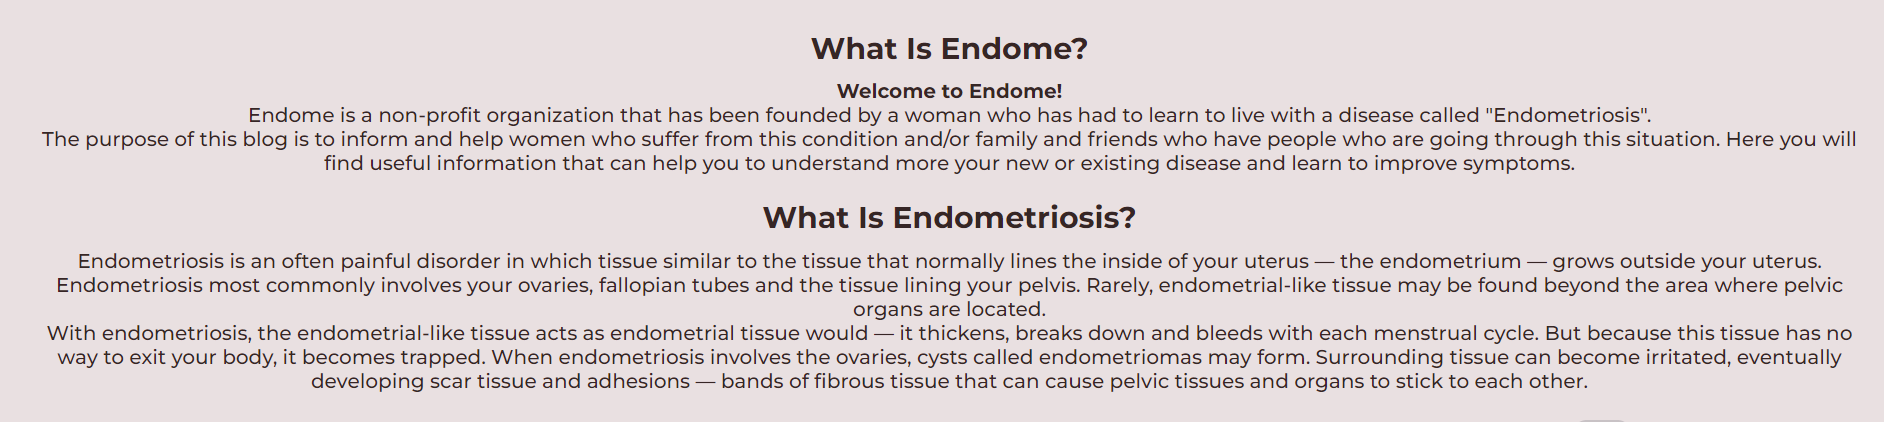 What Is Endome?
Welcome to Endome!
Endome is a non-profit organization that has been founded by a woman who has had to learn to live with a disease called "Endometriosis".
The purpose of this blog is to inform and help women who suffer from this condition and/or family and friends who have people who are going through this situation. Here you will
find useful information that can help you to understand more your new or existing disease and learn to improve symptoms.
What Is Endometriosis?
Endometriosis is an often painful disorder in which tissue similar to the tissue that normally lines the inside of your uterus — the endometrium — grows outside your uterus.
Endometriosis most commonly involves your ovaries, fallopian tubes and the tissue lining your pelvis. Rarely, endometrial-like tissue may be found beyond the area where pelvic
organs are located.
With endometriosis, the endometrial-like tissue acts as endometrial tissue would — it thickens, breaks down and bleeds with each menstrual cycle. But because this tissue has no
way to exit your body, it becomes trapped. When endometriosis involves the ovaries, cysts called endometriomas may form. Surrounding tissue can become irritated, eventually
developing scar tissue and adhesions — bands of fibrous tissue that can cause pelvic tissues and organs to stick to each other.